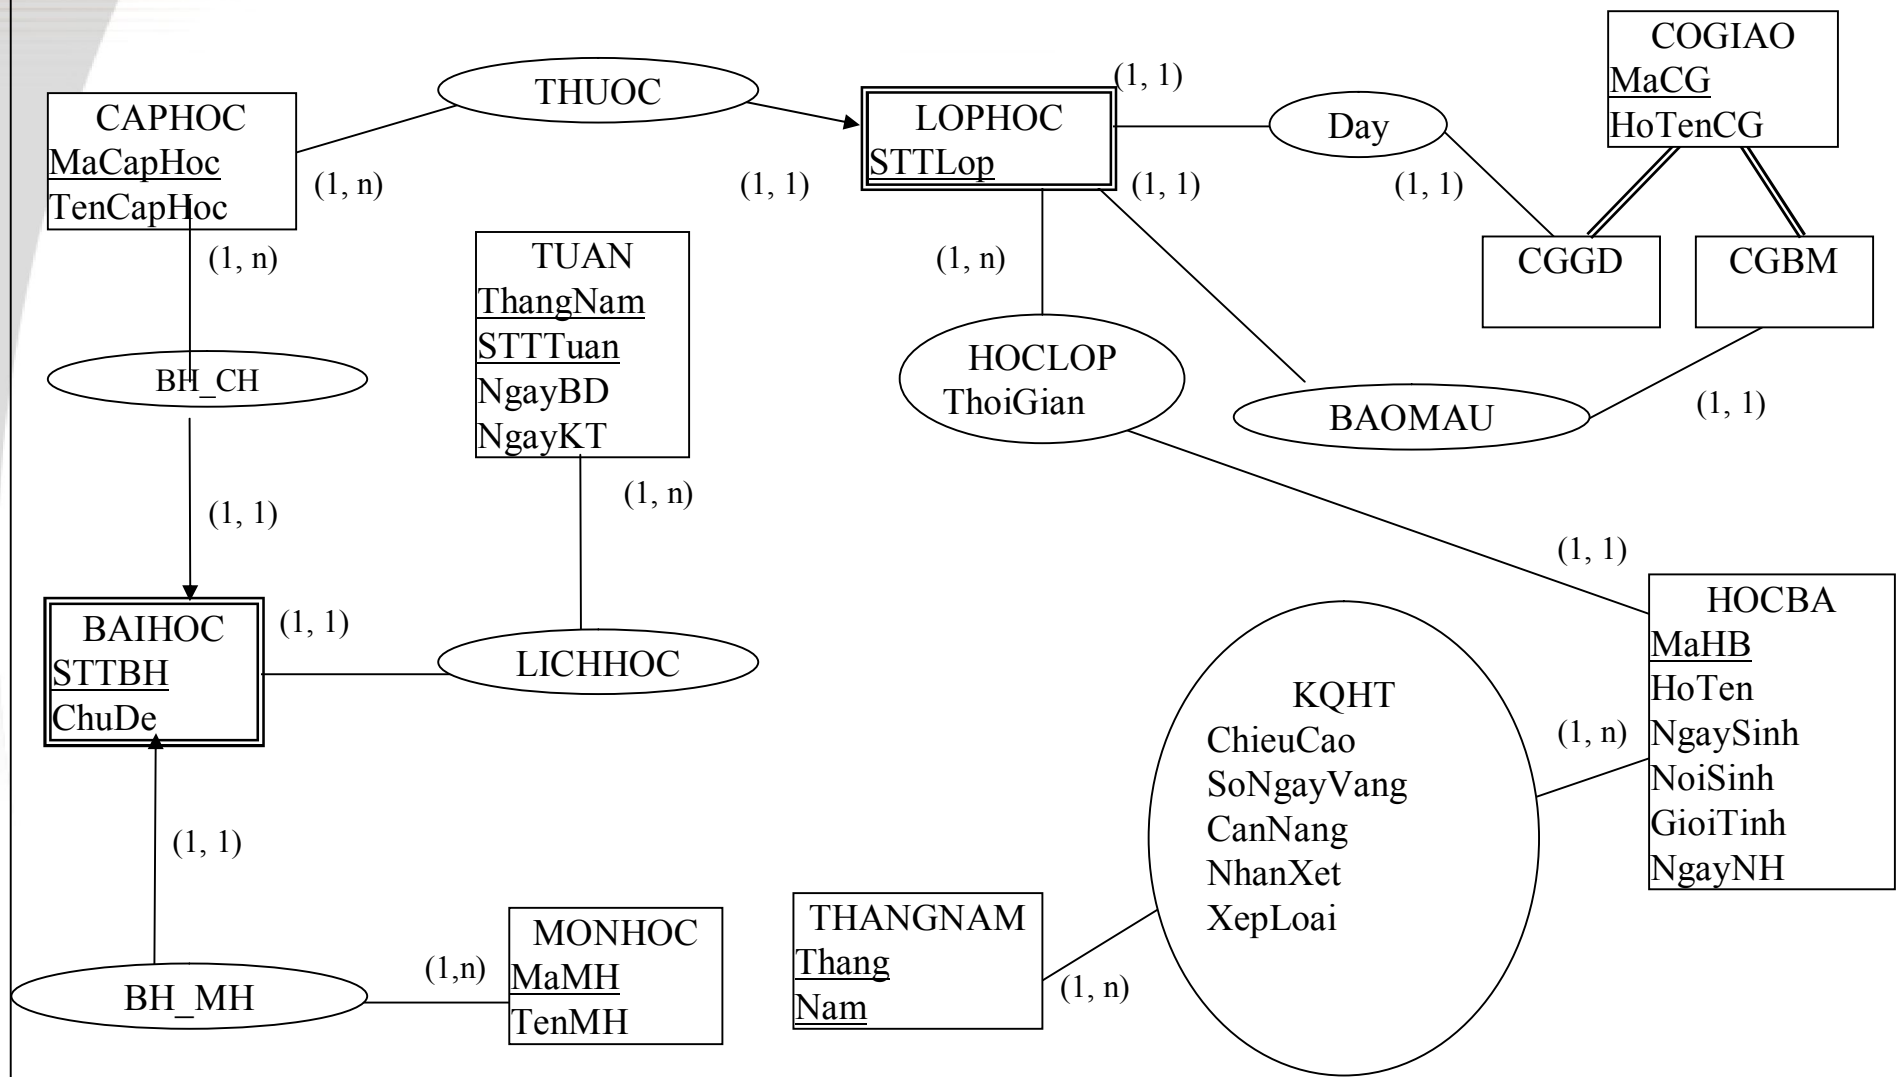 COGIAO
MaCG
HoTenCG
THUOC
(1, 1)
CAPHOC
MaCapHoc
TenCapHoc
LOPHOC
STTLop
Day
(1, n)
(1, 1)
(1, 1)
(1, 1)
(1, n)
TUAN
ThangNam
STTTuan
NgayBD
NgayKT
(1, n)
CGGD
CGBM
BH_CH
HOCLOP
ThoiGian
BAOMAU
(1, 1)
(1, n)
(1, 1)
(1, 1)
BAIHOC
STTBH
ChuDe
(1, 1)
LICHHOC
HOCBA
MaHB
HoTen
NgaySinh
NoiSinh
GioiTinh
NgayNH
KQHT
ChieuCao
SoNgayVang
CanNang
NhanXet
XepLoai
(1, n)
(1, 1)
BH_MH
(1,n)
MONHOC
MaMH
TenMH
THANGNAM
Thang
Nam
(1, n)